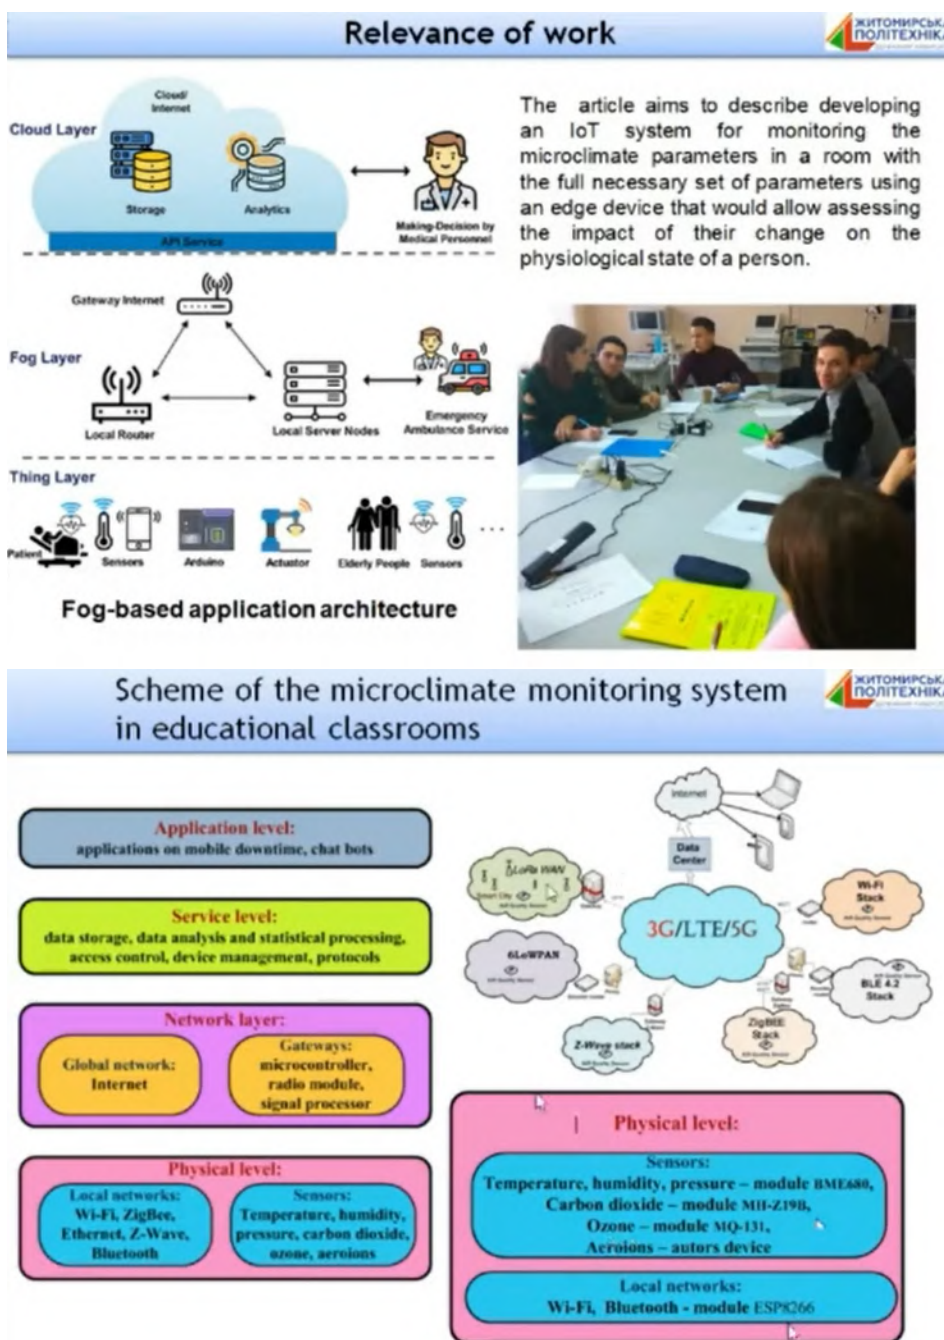 Relevance of work
ЖИТОМИРСЬКА
ПОЛІТЕХНІКА
Cloud Layer
Cloud/
Internet
Storage
Analytics
API Service
Making-Decision by
Medical Personnel
The article aims to describe developing
an IoT system for monitoring the
microclimate parameters in a room with
the full necessary set of parameters using
an edge device that would allow assessing
the impact of their change on the
physiological state of a person.
Gateway Internet
Fog Layer
Local Router
Local Server Nodes
Emergency
Ambulance Service
Thing Layer
Patient
Sensors
Arduino
Actuator
Elderly People
Sensors
...
Fog-based application architecture
Scheme of the microclimate monitoring system
in educational classrooms
ЖИТОМИРСЬКА
ПОЛІТЕХНІКА
Application level:
applications on mobile downtime, chat bots
Service level:
data storage, data analysis and statistical processing,
access control, device management, protocols
Network layer:
Global network:
Internet
Gateways:
microcontroller,
radio module,
signal processor
Physical level:
Local networks:
Wi-Fi, ZigBee,
Ethernet, Z-Wave,
Bluetooth
Sensors:
Temperature, humidity,
pressure, carbon dioxide,
ozone, aeroions
Internet
Data
Center
LoRa WAN
Smart City
3G/LTE/5G
Wi-Fi
Stack
6LoWPAN
BLE 4.2
Stack
ZigBEE
Stack
Z-Wave stack
Physical level:
Sensors:
Temperature, humidity, pressure – module BME680,
Carbon dioxide – module MH-Z19B,
Ozone – module MQ-131,
Aeroions – autors device
Local networks:
Wi-Fi, Bluetooth - module ESP8266